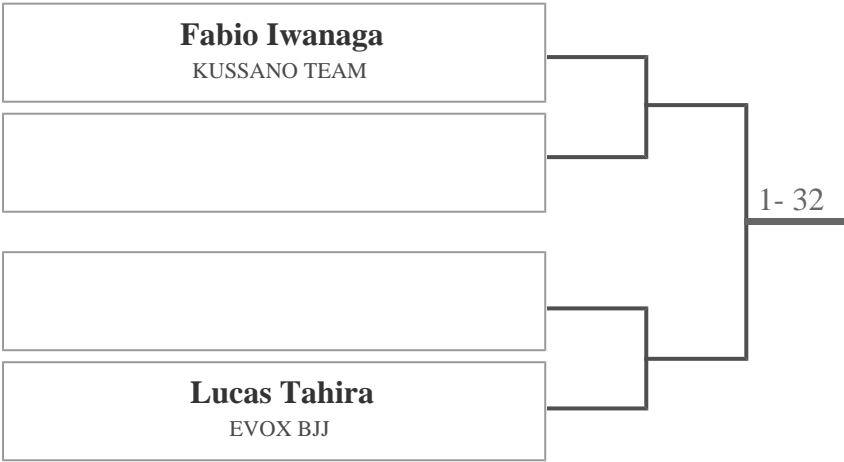 Fabio Iwanaga
KUSSANO TEAM
1- 32
Lucas Tahira
EVOX BJJ